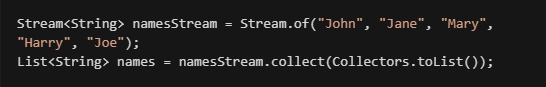 Stream<String> namesStream = Stream.of("John", "Jane", "Mary",
"Harry", "Joe");
List<String> names = namesStream.collect(Collectors.toList());